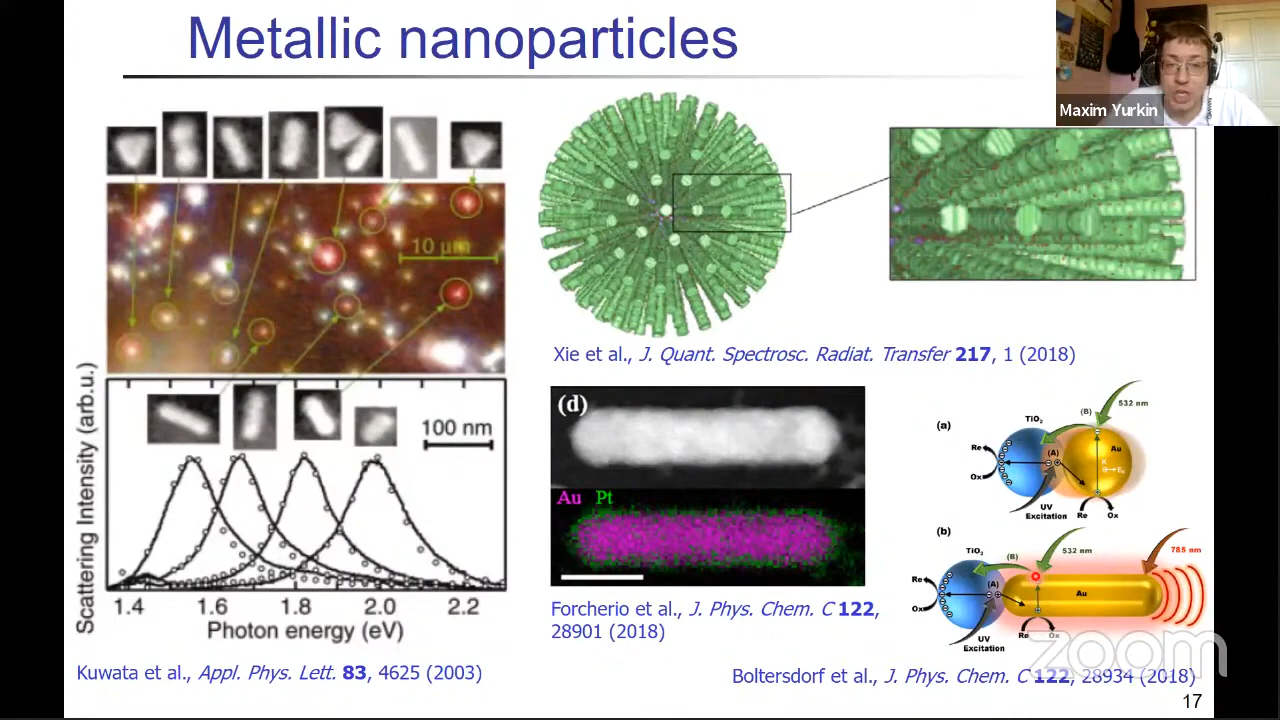 Metallic nanoparticles
Maxim Yurkin
10 μm
Xie et al., J. Quant. Spectrosc. Radiat. Transfer 217, 1 (2018)
Scattering Intensity (arb.u.)
100 nm
1.4 1.6 1.8 2.0 2.2
Photon energy (eV)
Kuwata et al., Appl. Phys. Lett. 83, 4625 (2003)
(d)
Au Pt
Forcherio et al., J. Phys. Chem. C 122,
28901 (2018)
(a)
TiO2
(B)
532 nm
Au
Re
(A)
Ox
UV
Excitation
Re
Ox
(b)
TiO2
(B)
532 nm
785 nm
Re
(A)
Au
Ox
UV
Excitation
Re
Ox
zoom
Boltersdorf et al., J. Phys. Chem. C 122, 28934 (2018)
17